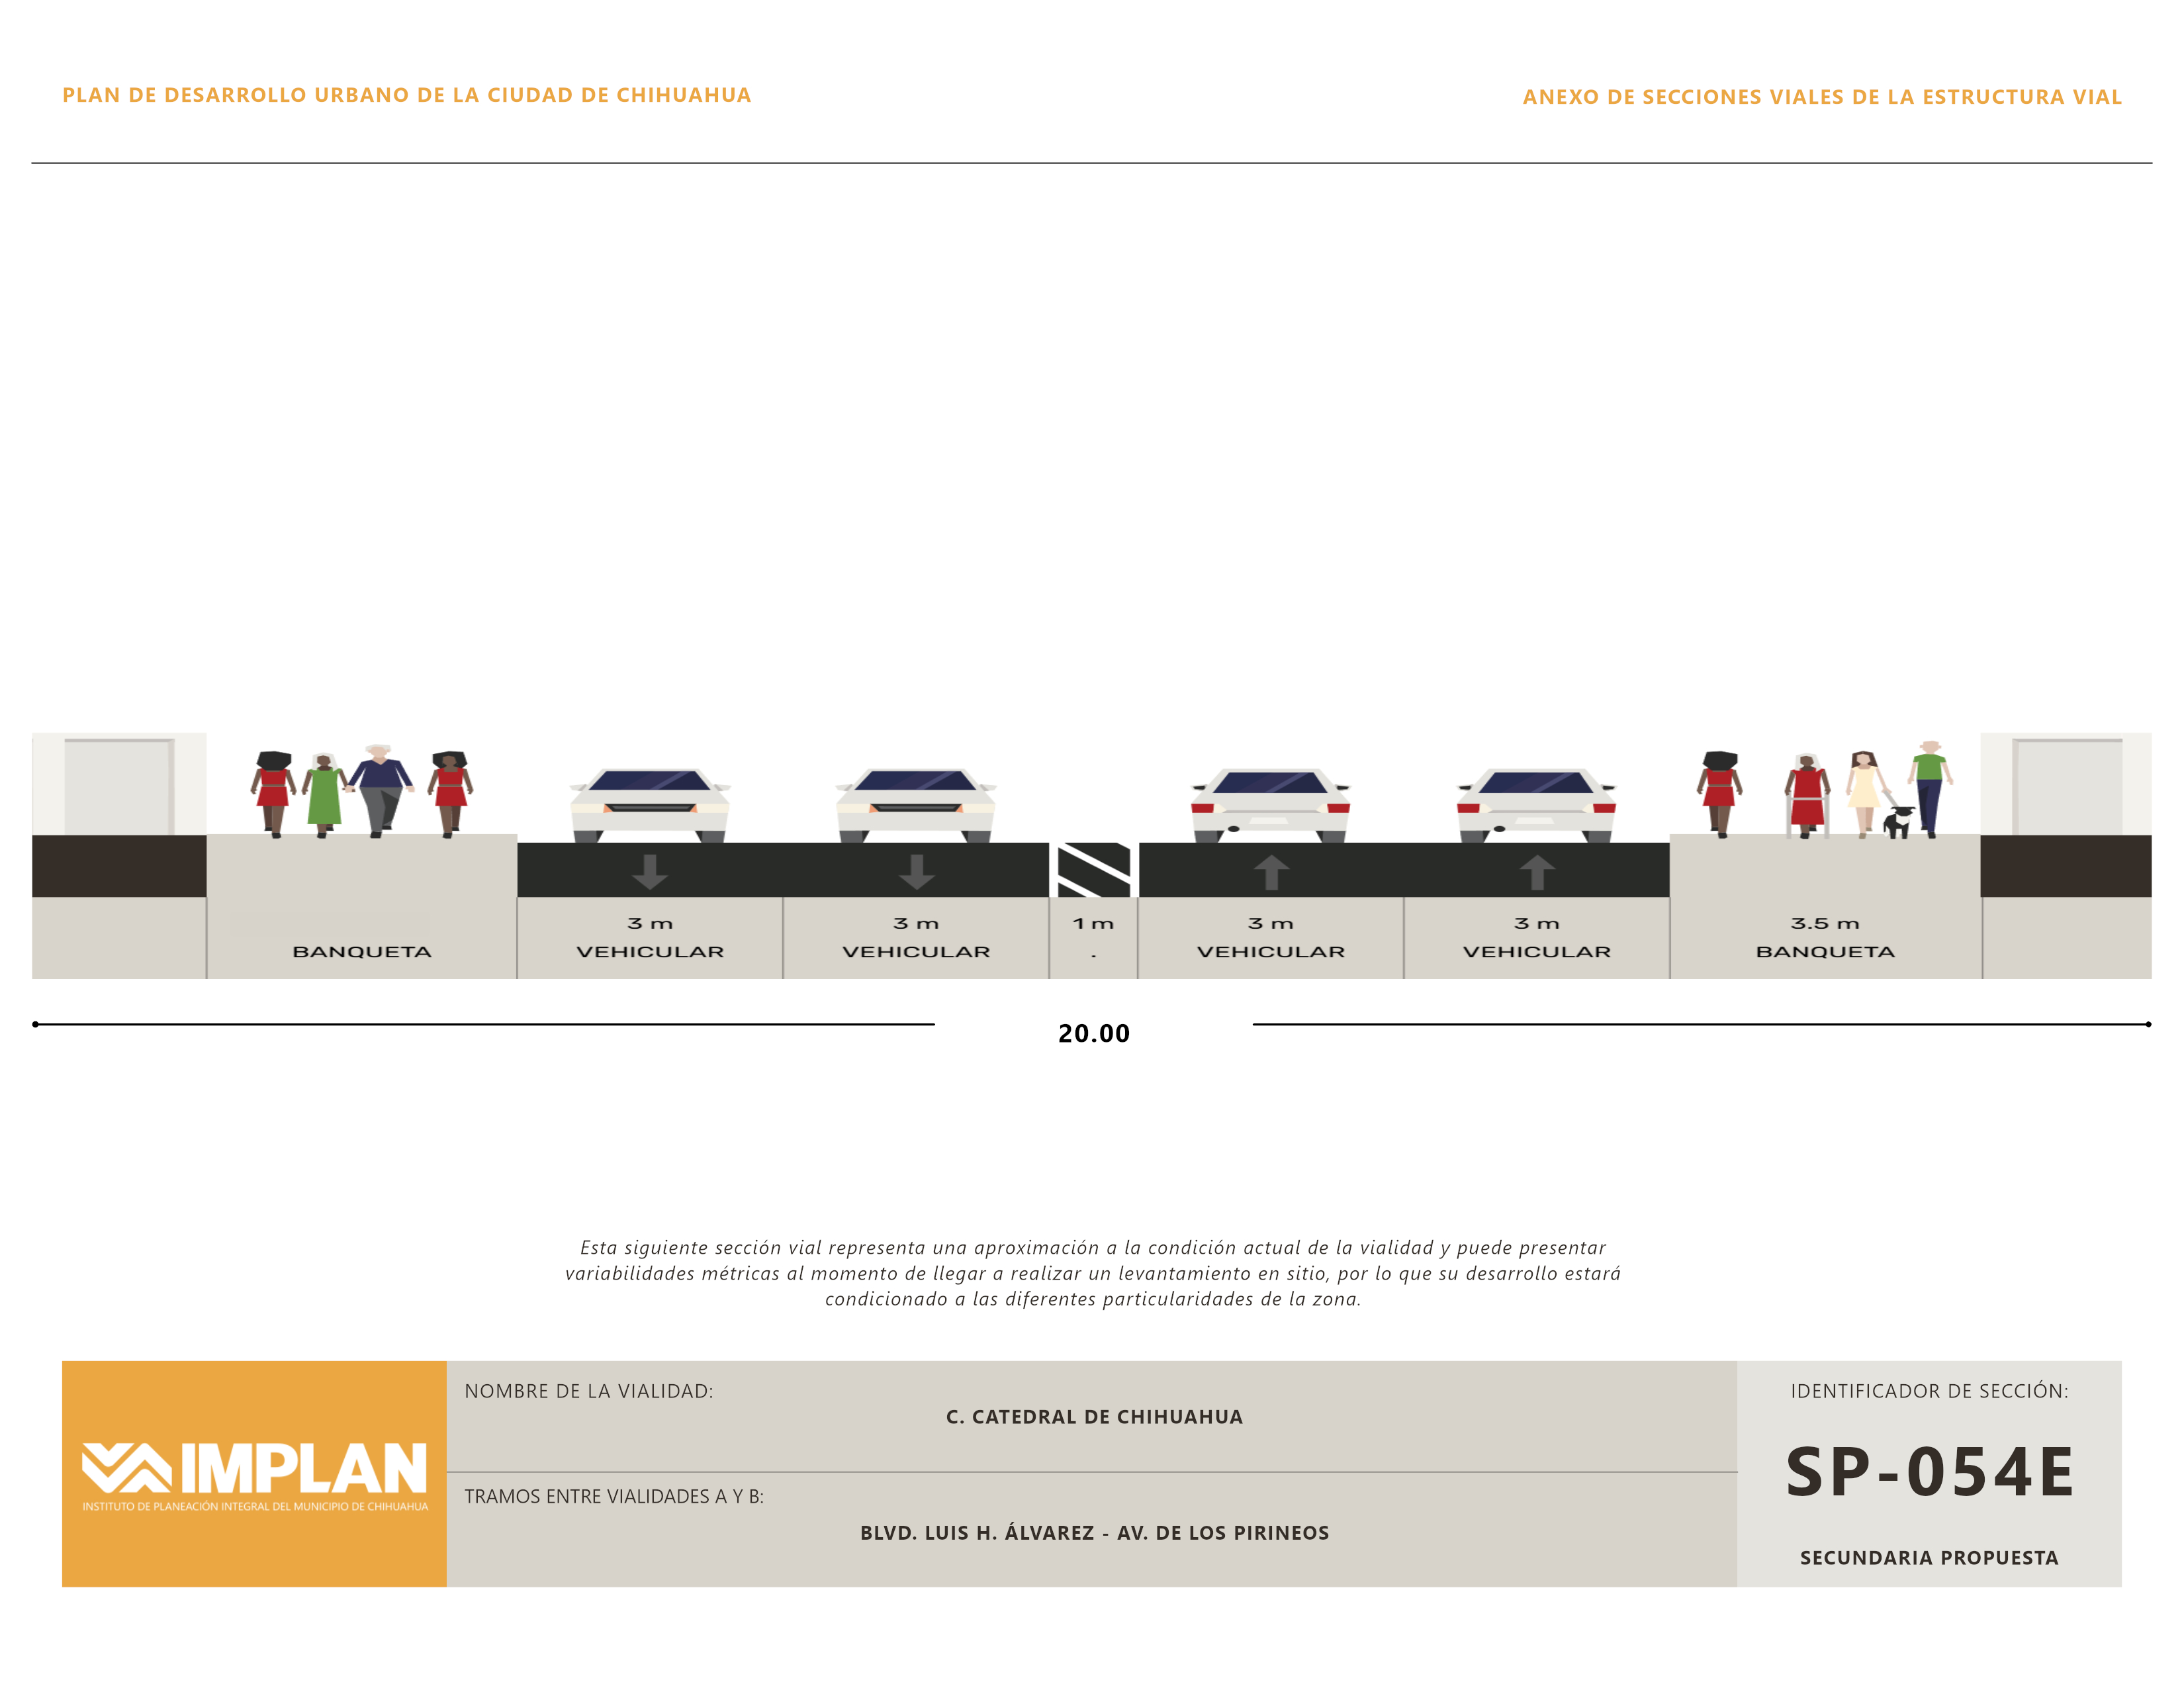 PLAN DE DESARROLLO URBANO DE LA CIUDAD DE CHIHUAHUA
ANEXO DE SECCIONES VIALES DE LA ESTRUCTURA VIAL
BANQUETA
3 m
VEHICULAR
3 m
VEHICULAR
1 m
.
3 m
VEHICULAR
3 m
VEHICULAR
3.5 m
BANQUETA
20.00
Esta siguiente sección vial representa una aproximación a la condición actual de la vialidad y puede presentar
variabilidades métricas al momento de llegar a realizar un levantamiento en sitio, por lo que su desarrollo estará
condicionado a las diferentes particularidades de la zona.
IMPLAN
INSTITUTO DE PLANEACIÓN INTEGRAL DEL MUNICIPIO DE CHIHUAHUA
NOMBRE DE LA VIALIDAD:
C. CATEDRAL DE CHIHUAHUA
TRAMOS ENTRE VIALIDADES A Y B:
BLVD. LUIS H. ÁLVAREZ - AV. DE LOS PIRINEOS
IDENTIFICADOR DE SECCIÓN:
SP-054E
SECUNDARIA PROPUESTA